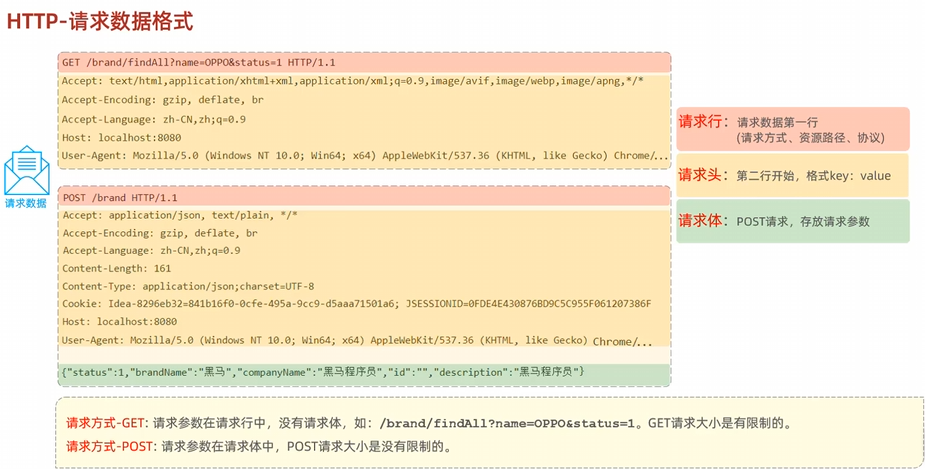 HTTP-请求数据格式
GET /brand/findAll?name=OPPO&status=1 HTTP/1.1
Accept: text/html,application/xhtml+xml,application/xml;q=0.9,image/avif,image/webp,image/apng,*/*
Accept-Encoding: gzip, deflate, br
Accept-Language: zh-CN,zh;q=0.9
Host: localhost:8080
User-Agent: Mozilla/5.0 (Windows NT 10.0; Win64; x64) AppleWebKit/537.36 (KHTML, like Gecko) Chrome/...
请求行：请求数据第一行
(请求方式、资源路径、协议)
请求头：第二行开始，格式key：value
请求体：POST请求，存放请求参数
请求数据
POST /brand HTTP/1.1
Accept: application/json, text/plain, */*
Accept-Encoding: gzip, deflate, br
Accept-Language: zh-CN,zh;q=0.9
Content-Length: 161
Content-Type: application/json;charset=UTF-8
Cookie: Idea-8296eb32=841b16f0-0cfe-495a-9cc9-d5aaa71501a6; JSESSIONID=0FDE4E430876BD9C5C955F061207386F
Host: localhost:8080
User-Agent: Mozilla/5.0 (Windows NT 10.0; Win64; x64) AppleWebKit/537.36 (KHTML, like Gecko) Chrome/...
{"status":1,"brandName":"黑马","companyName":"黑马程序员","id":"","description":"黑马程序员"}
请求方式-GET：请求参数在请求行中，没有请求体，如：/brand/findAll?name=OPPO&status=1。GET请求大小是有限制的。
请求方式-POST：请求参数在请求体中，POST请求大小是没有限制的。